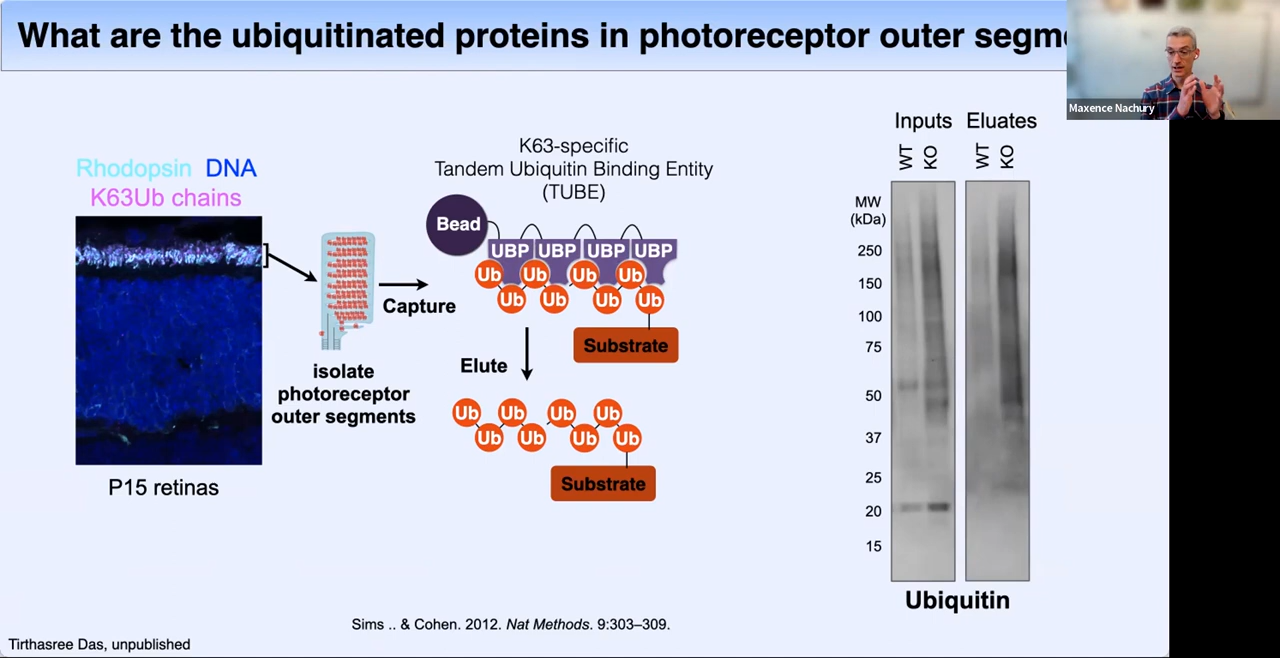 What are the ubiquitinated proteins in photoreceptor outer segm
Maxence Nachury
Rhodopsin DNA
K63Ub chains
isolate
photoreceptor
outer segments
P15 retinas
Capture
K63-specific
Tandem Ubiquitin Binding Entity
(TUBE)
Bead
UBP UBP UBP UBP
Ub Ub Ub Ub
Ub Ub Ub Ub
Substrate
Elute
Ub Ub Ub Ub
Ub Ub Ub Ub
Substrate
Inputs Eluates
WT KO WT KO
MW
(kDa)
250
150
100
75
50
37
25
20
15
Ubiquitin
Sims .. & Cohen. 2012. Nat Methods. 9:303–309.
Tirthasree Das, unpublished